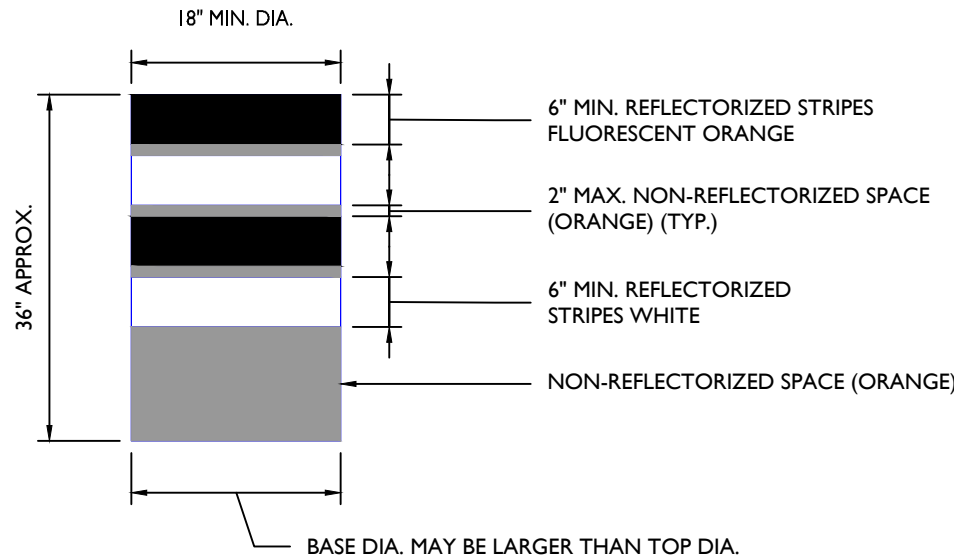 18" MIN. DIA.
6" MIN. REFLECTORIZED STRIPES
FLUORESCENT ORANGE
2" MAX. NON-REFLECTORIZED SPACE
(ORANGE) (TYP.)
36" APPROX.
6" MIN. REFLECTORIZED
STRIPES WHITE
NON-REFLECTORIZED SPACE (ORANGE)
BASE DIA. MAY BE LARGER THAN TOP DIA.